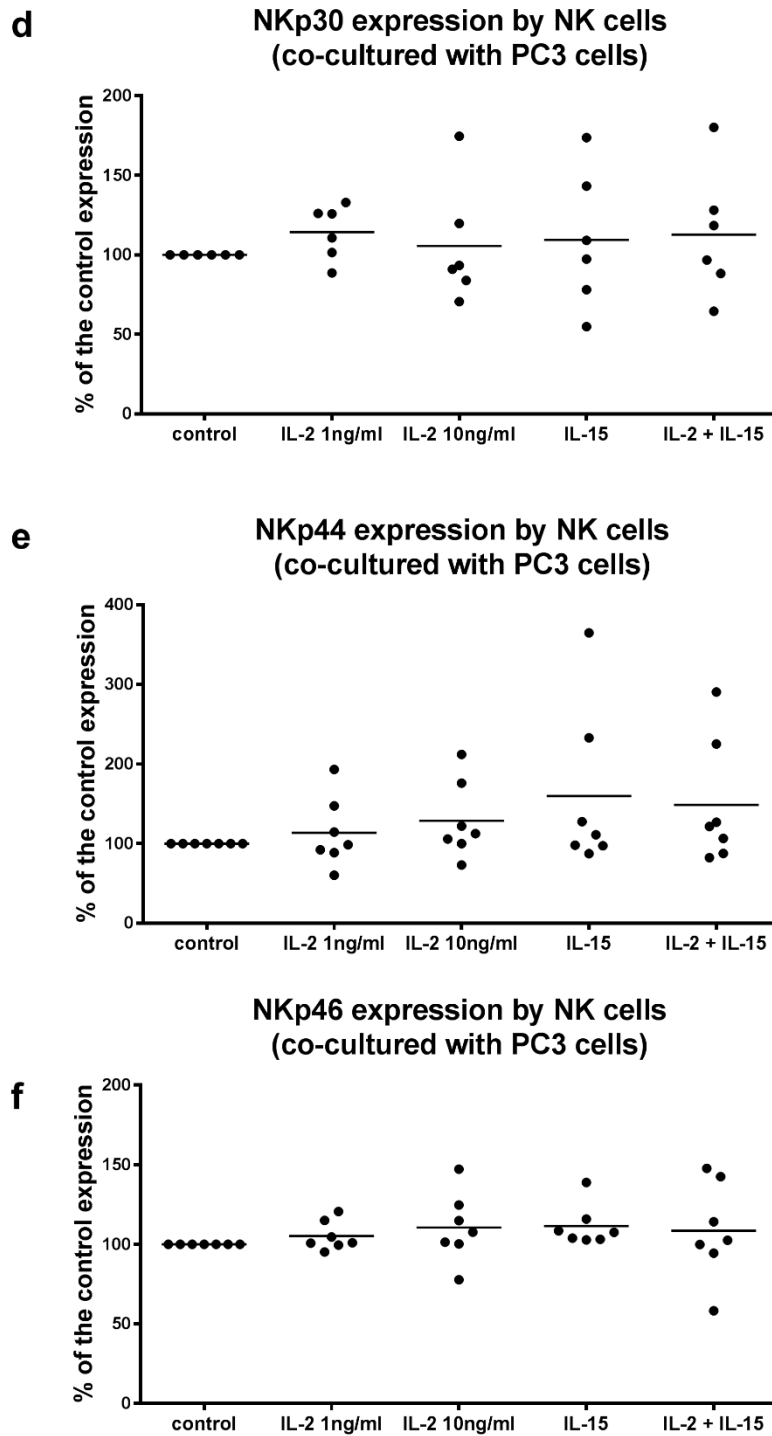 d
NKp30 expression by NK cells
(co-cultured with PC3 cells)
% of the control expression
200
150
100
50
0
control IL-2 1ng/ml IL-2 10ng/ml IL-15 IL-2 + IL-15
e
NKp44 expression by NK cells
(co-cultured with PC3 cells)
% of the control expression
400
300
200
100
0
control IL-2 1ng/ml IL-2 10ng/ml IL-15 IL-2 + IL-15
NKp46 expression by NK cells
(co-cultured with PC3 cells)
f
% of the control expression
200
150
100
50
0
control IL-2 1ng/ml IL-2 10ng/ml IL-15 IL-2 + IL-15